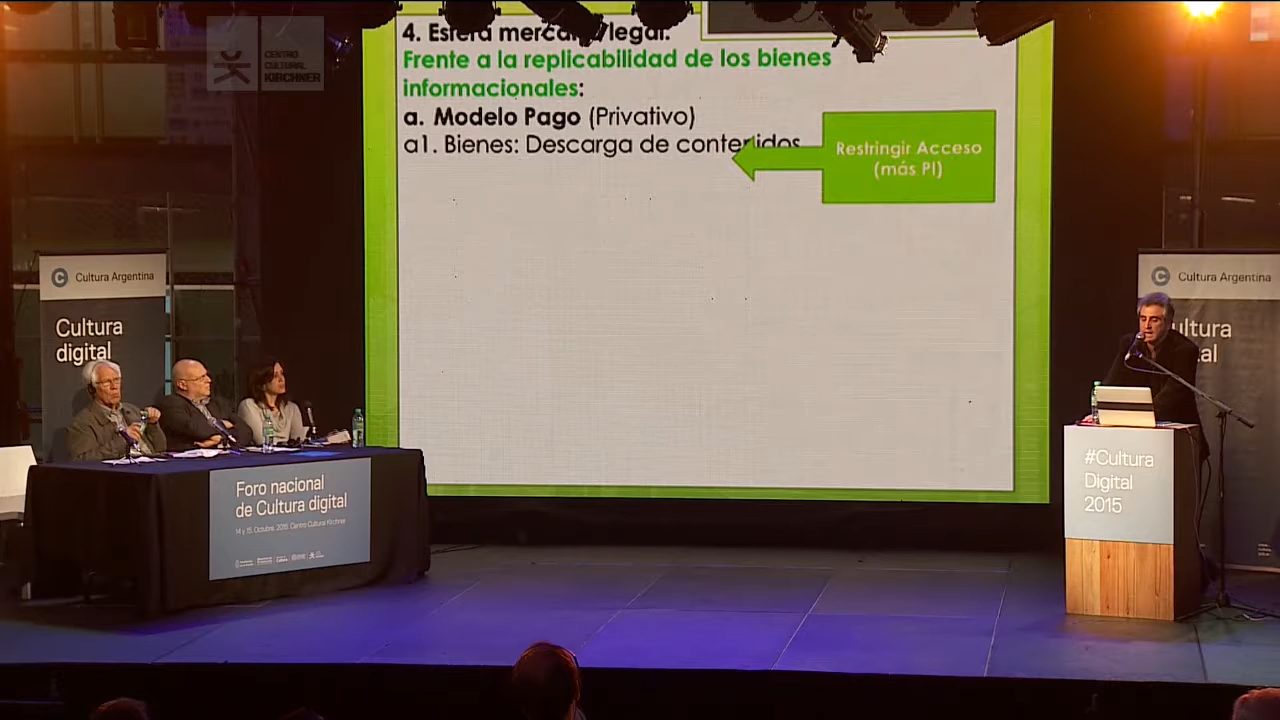 CENTRO
CULTURAL
KIRCHNER
4. Esfera mercantil legal:
Frente a la replicabilidad de los bienes
informacionales:
a. Modelo Pago (Privativo)
a1. Bienes: Descarga de contenidos
Restringir Acceso
(más PI)
Cultura Argentina
Cultura
digital
Foro nacional
de Cultura digital
14 y 15, Octubre, 2015. Centro Cultural Kirchner
Cultura Argentina
#Cultura
Digital
2015